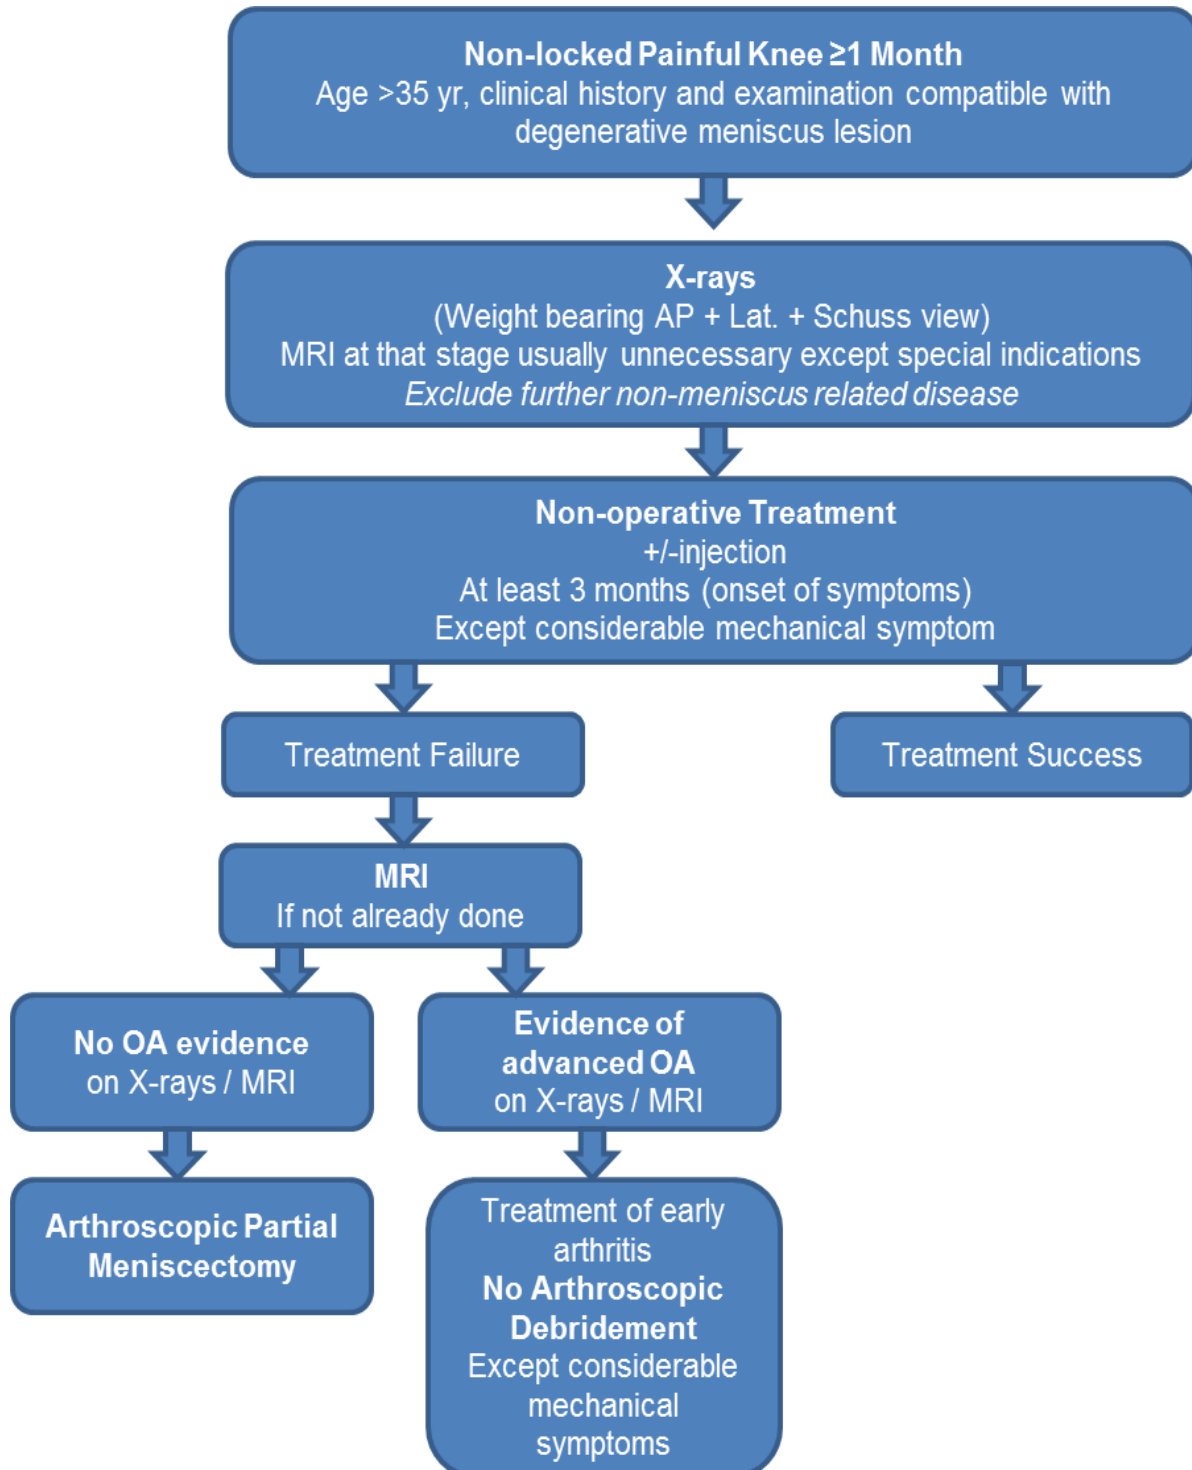 Non-locked Painful Knee ≥1 Month
Age >35 yr, clinical history and examination compatible with
degenerative meniscus lesion
X-rays
(Weight bearing AP + Lat. + Schuss view)
MRI at that stage usually unnecessary except special indications
Exclude further non-meniscus related disease
Non-operative Treatment
+/-injection
At least 3 months (onset of symptoms)
Except considerable mechanical symptom
Treatment Failure
Treatment Success
MRI
If not already done
No OA evidence
on X-rays / MRI
Evidence of
advanced OA
on X-rays / MRI
Arthroscopic Partial
Meniscectomy
Treatment of early
arthritis
No Arthroscopic
Debridement
Except considerable
mechanical
symptoms